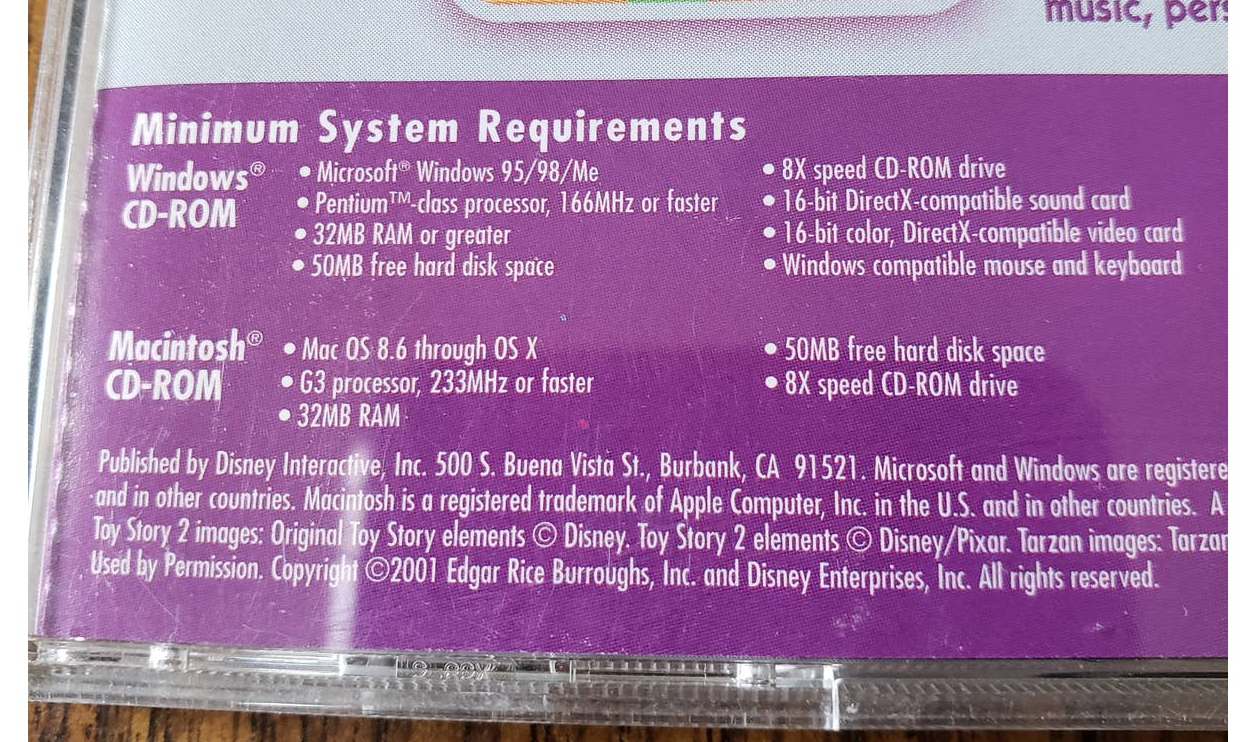 music, pers
Minimum System Requirements
Windows® CD-ROM
• Microsoft® Windows 95/98/Me
• Pentium™-class processor, 166MHz or faster
• 32MB RAM or greater
• 50MB free hard disk space
• 8X speed CD-ROM drive
• 16-bit DirectX-compatible sound card
• 16-bit color, DirectX-compatible video card
• Windows compatible mouse and keyboard
Macintosh® CD-ROM
• Mac OS 8.6 through OS X
• G3 processor, 233MHz or faster
• 32MB RAM
• 50MB free hard disk space
• 8X speed CD-ROM drive
Published by Disney Interactive, Inc. 500 S. Buena Vista St., Burbank, CA 91521. Microsoft and Windows are registere
and in other countries. Macintosh is a registered trademark of Apple Computer, Inc. in the U.S. and in other countries. A
Toy Story 2 images: Original Toy Story elements © Disney. Toy Story 2 elements © Disney/Pixar. Tarzan images: Tarzan
Used by Permission. Copyright ©2001 Edgar Rice Burroughs, Inc. and Disney Enterprises, Inc. All rights reserved.